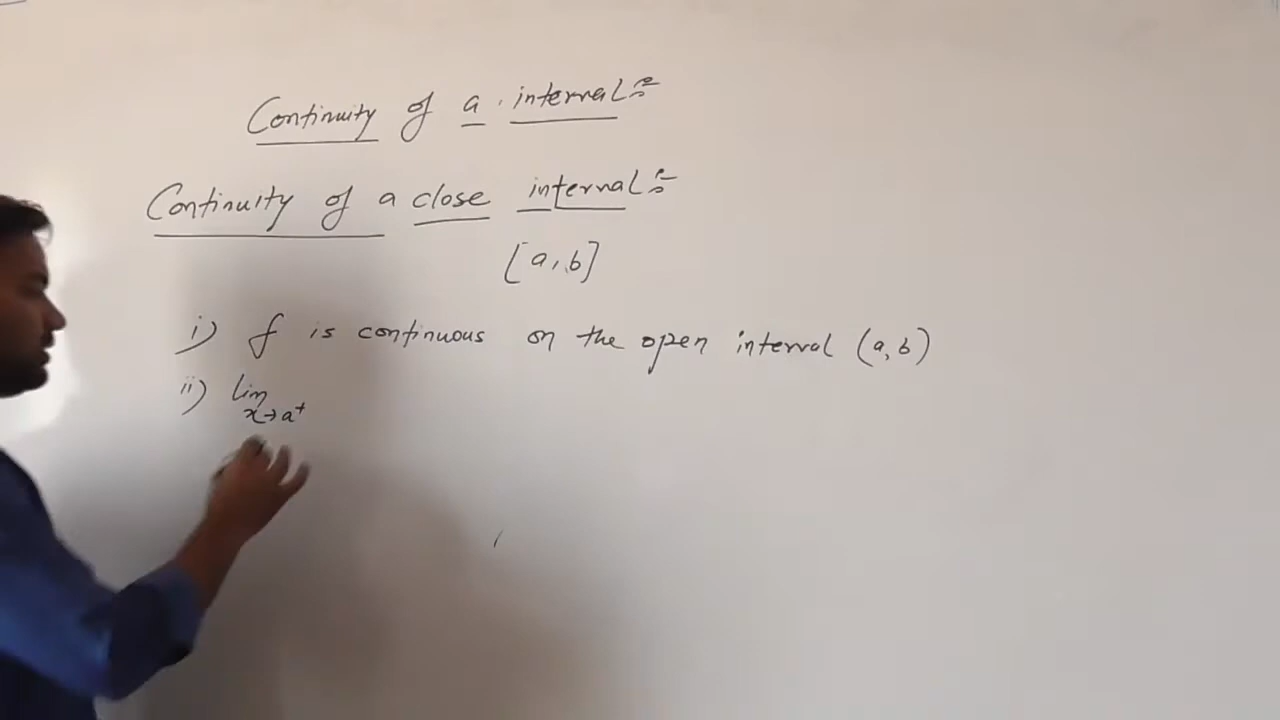 Continuity of a interval:-
Continuity of a close interval:-
[a,b]
i) f is continuous on the open interval (a, b)
ii) lim
x→a⁺